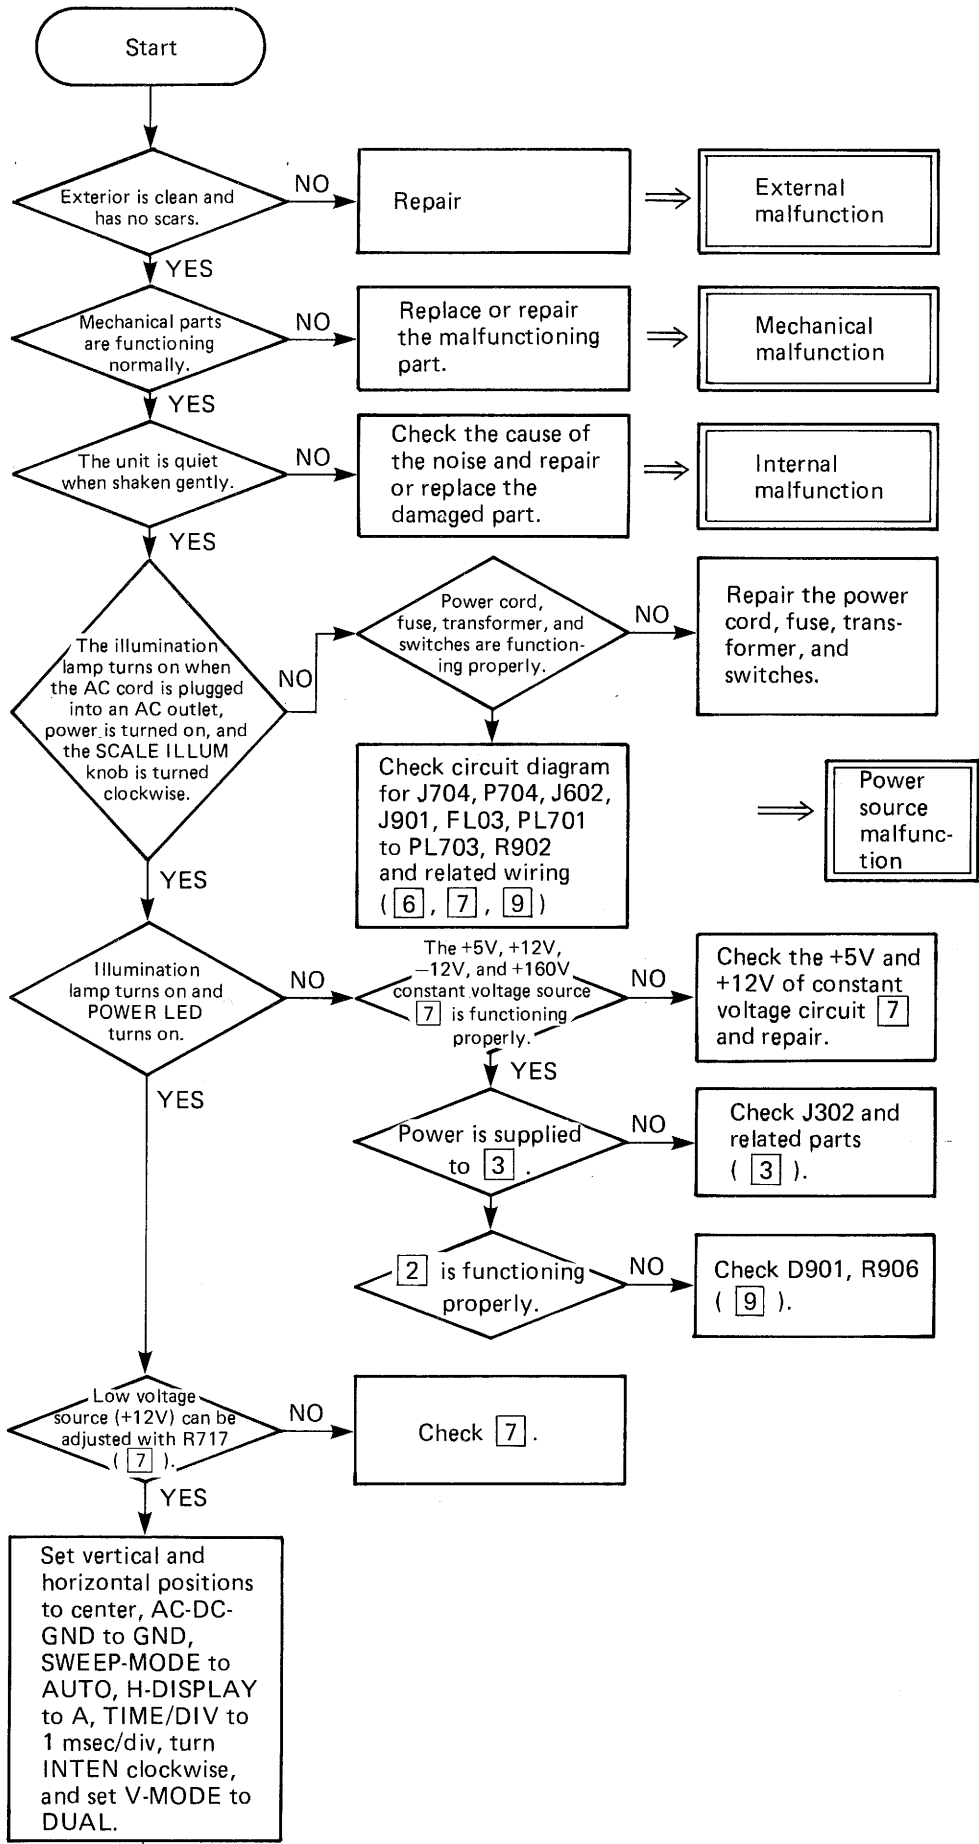 Start
Exterior is clean and
has no scars.
NO
Repair
External
malfunction
YES
Mechanical parts
are functioning
normally.
NO
Replace or repair
the malfunctioning
part.
Mechanical
malfunction
YES
The unit is quiet
when shaken gently.
NO
Check the cause of
the noise and repair
or replace the
damaged part.
Internal
malfunction
YES
The illumination
lamp turns on when
the AC cord is plugged
into an AC outlet,
power is turned on, and
the SCALE ILLUM
knob is turned
clockwise.
NO
Power cord,
fuse, transformer, and
switches are function-
ing properly.
NO
Repair the power
cord, fuse, trans-
former, and
switches.
Check circuit diagram
for J704, P704, J602,
J901, FL03, PL701
to PL703, R902
and related wiring
( 6 , 7 , 9 )
Power
source
malfunc-
tion
YES
Illumination
lamp turns on and
POWER LED
turns on.
NO
The +5V, +12V,
−12V, and +160V
constant voltage source
7 is functioning
properly.
NO
Check the +5V and
+12V of constant
voltage circuit 7
and repair.
YES
YES
Power is supplied
to 3 .
NO
Check J302 and
related parts
( 3 ).
2 is functioning
properly.
NO
Check D901, R906
( 9 ).
Low voltage
source (+12V) can be
adjusted with R717
( 7 ).
NO
Check 7 .
YES
Set vertical and
horizontal positions
to center, AC-DC-
GND to GND,
SWEEP-MODE to
AUTO, H-DISPLAY
to A, TIME/DIV to
1 msec/div, turn
INTEN clockwise,
and set V-MODE to
DUAL.